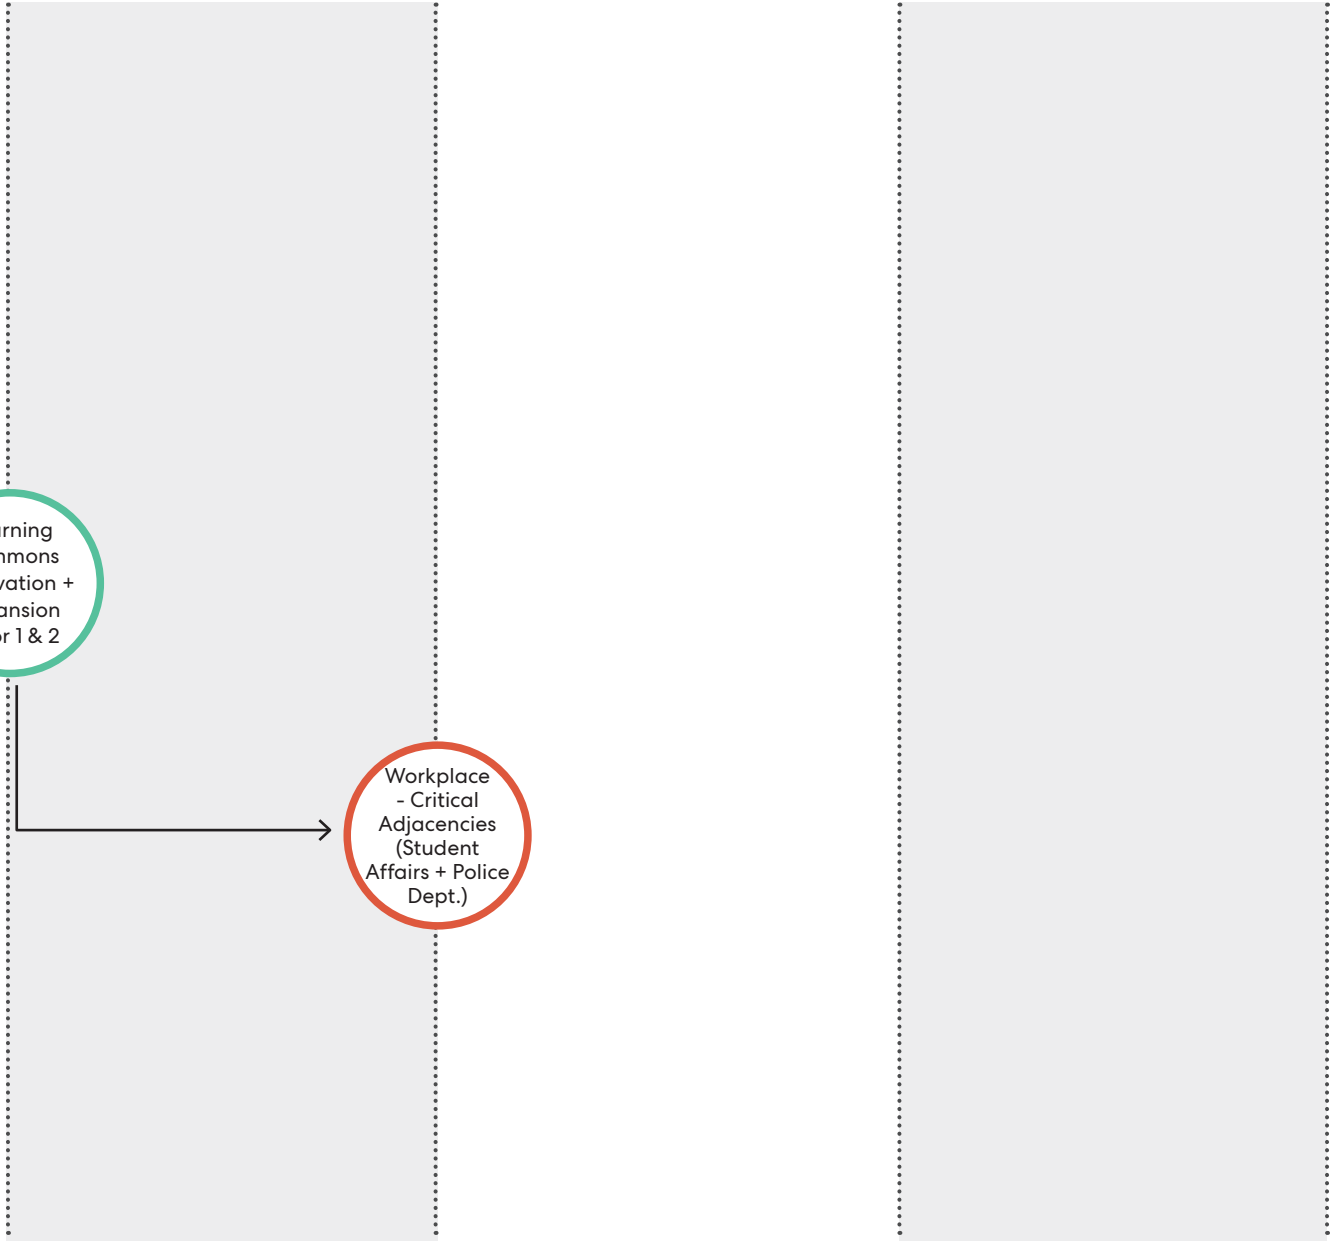 rning
mmons
vation +
ansion
or 1 & 2
Workplace
- Critical
Adjacencies
(Student
Affairs + Police
Dept.)